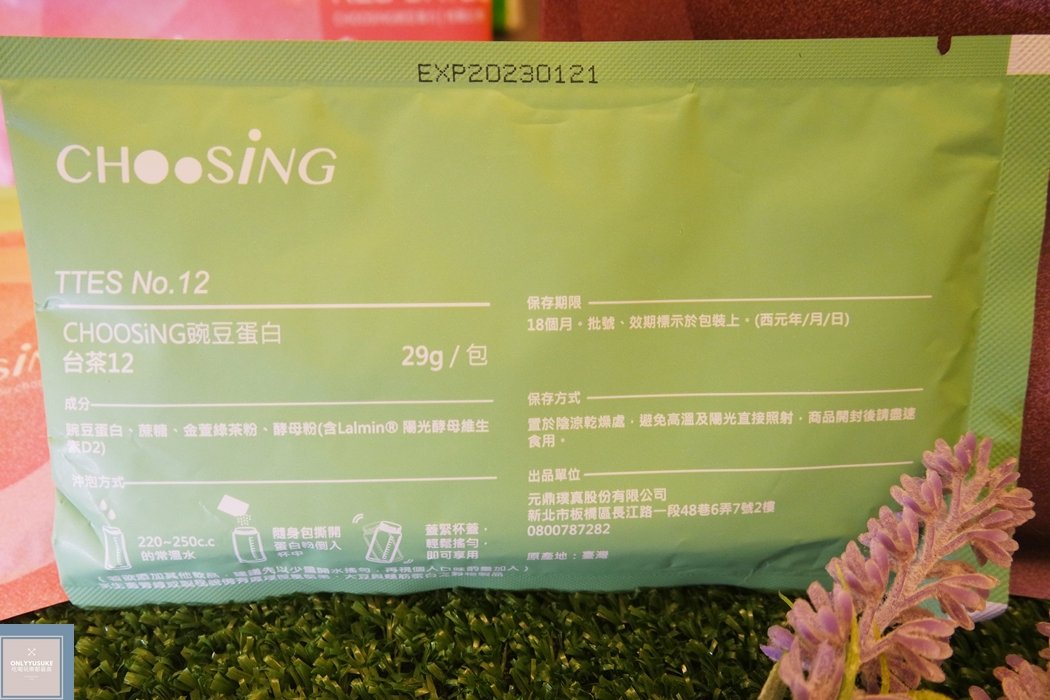 EXP20230121
CHOOSiNG
TTES No.12
CHOOSiNG豌豆蛋白
台茶12
29g / 包
成分
豌豆蛋白、蔗糖、金萱綠茶粉、酵母粉(含Lalmin® 陽光酵母維生
素D2)
沖泡方式
220~250c.c
的常溫水
隨身包撕開
蛋白粉倒入
杯中
蓋緊杯蓋，
輕鬆搖勻，
即可享用
保存期限
18個月。批號、效期標示於包裝上。(西元年/月/日)
保存方式
置於陰涼乾燥處，避免高溫及陽光直接照射，商品開封後請盡速
食用。
出品單位
元鼎璞真股份有限公司
新北市板橋區長江路一段48巷6弄7號2樓
0800787282
原產地：臺灣
ONLYYUSUKE